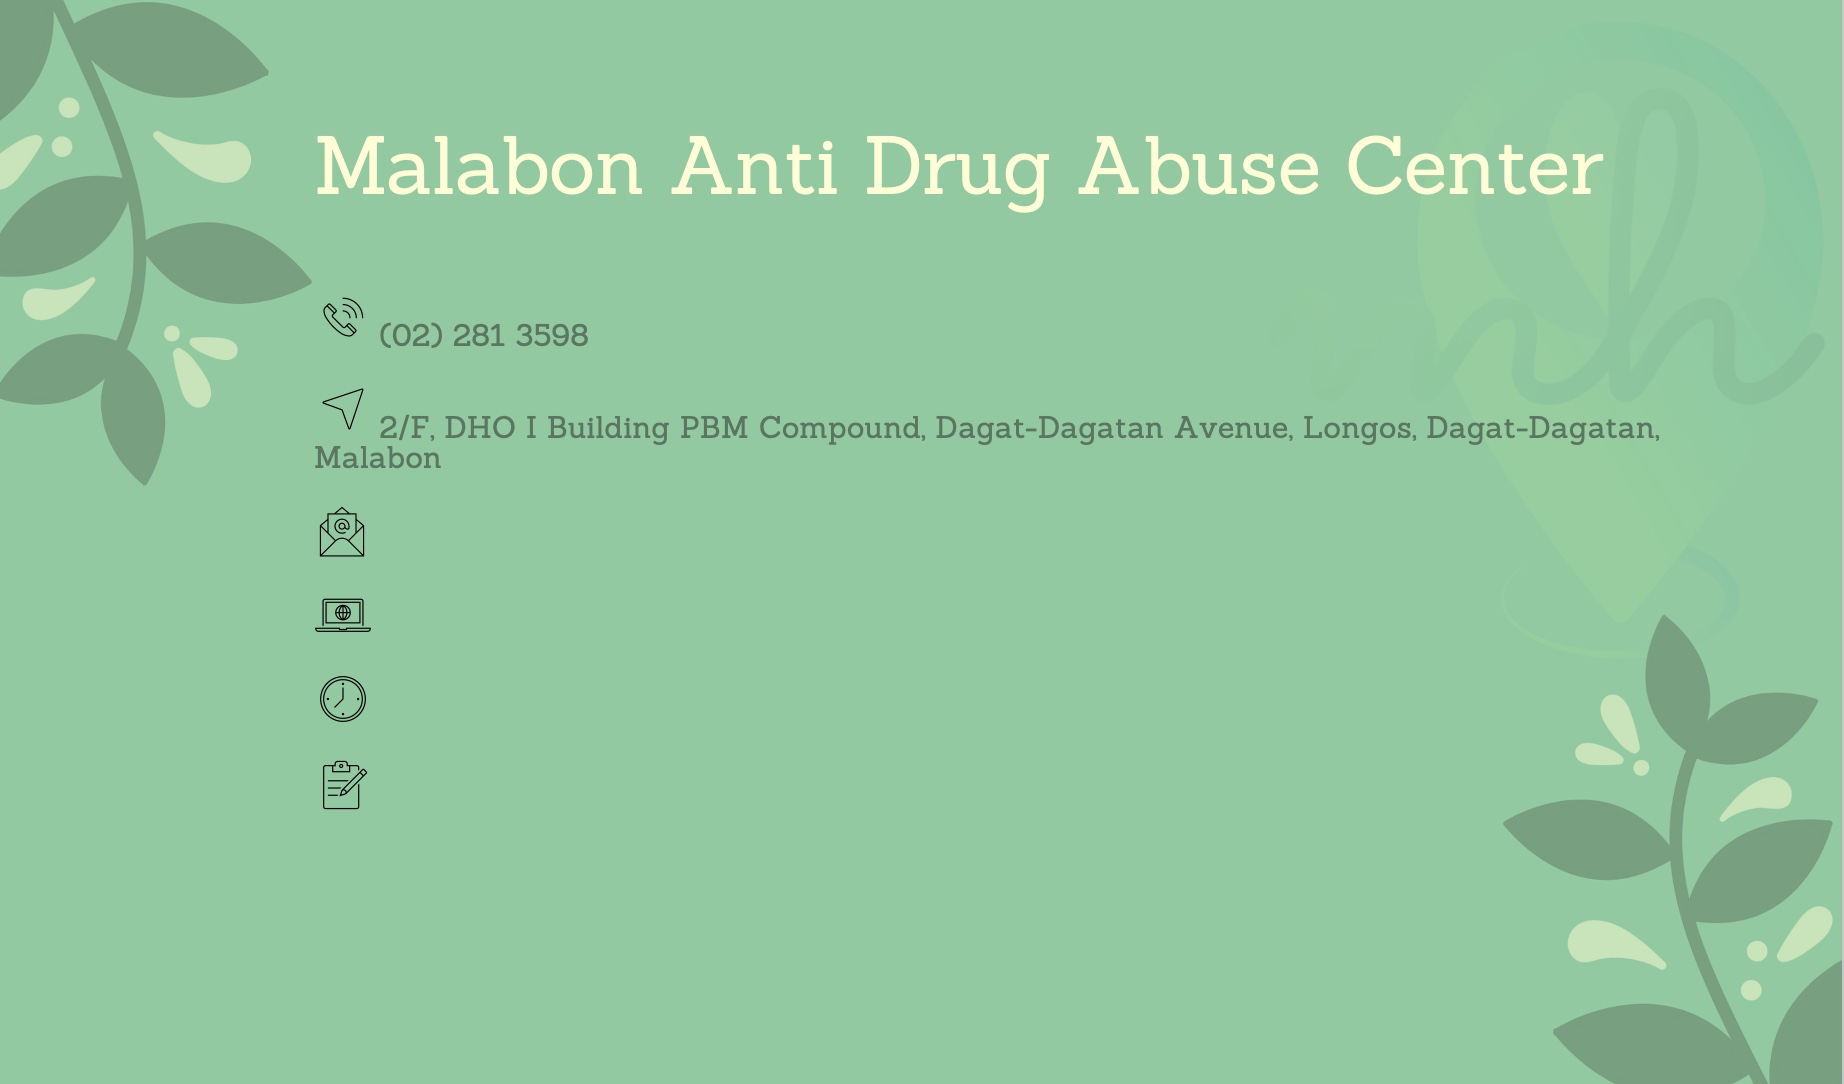 Malabon Anti Drug Abuse Center
(02) 281 3598
2/F, DHO I Building PBM Compound, Dagat-Dagatan Avenue, Longos, Dagat-Dagatan,
Malabon